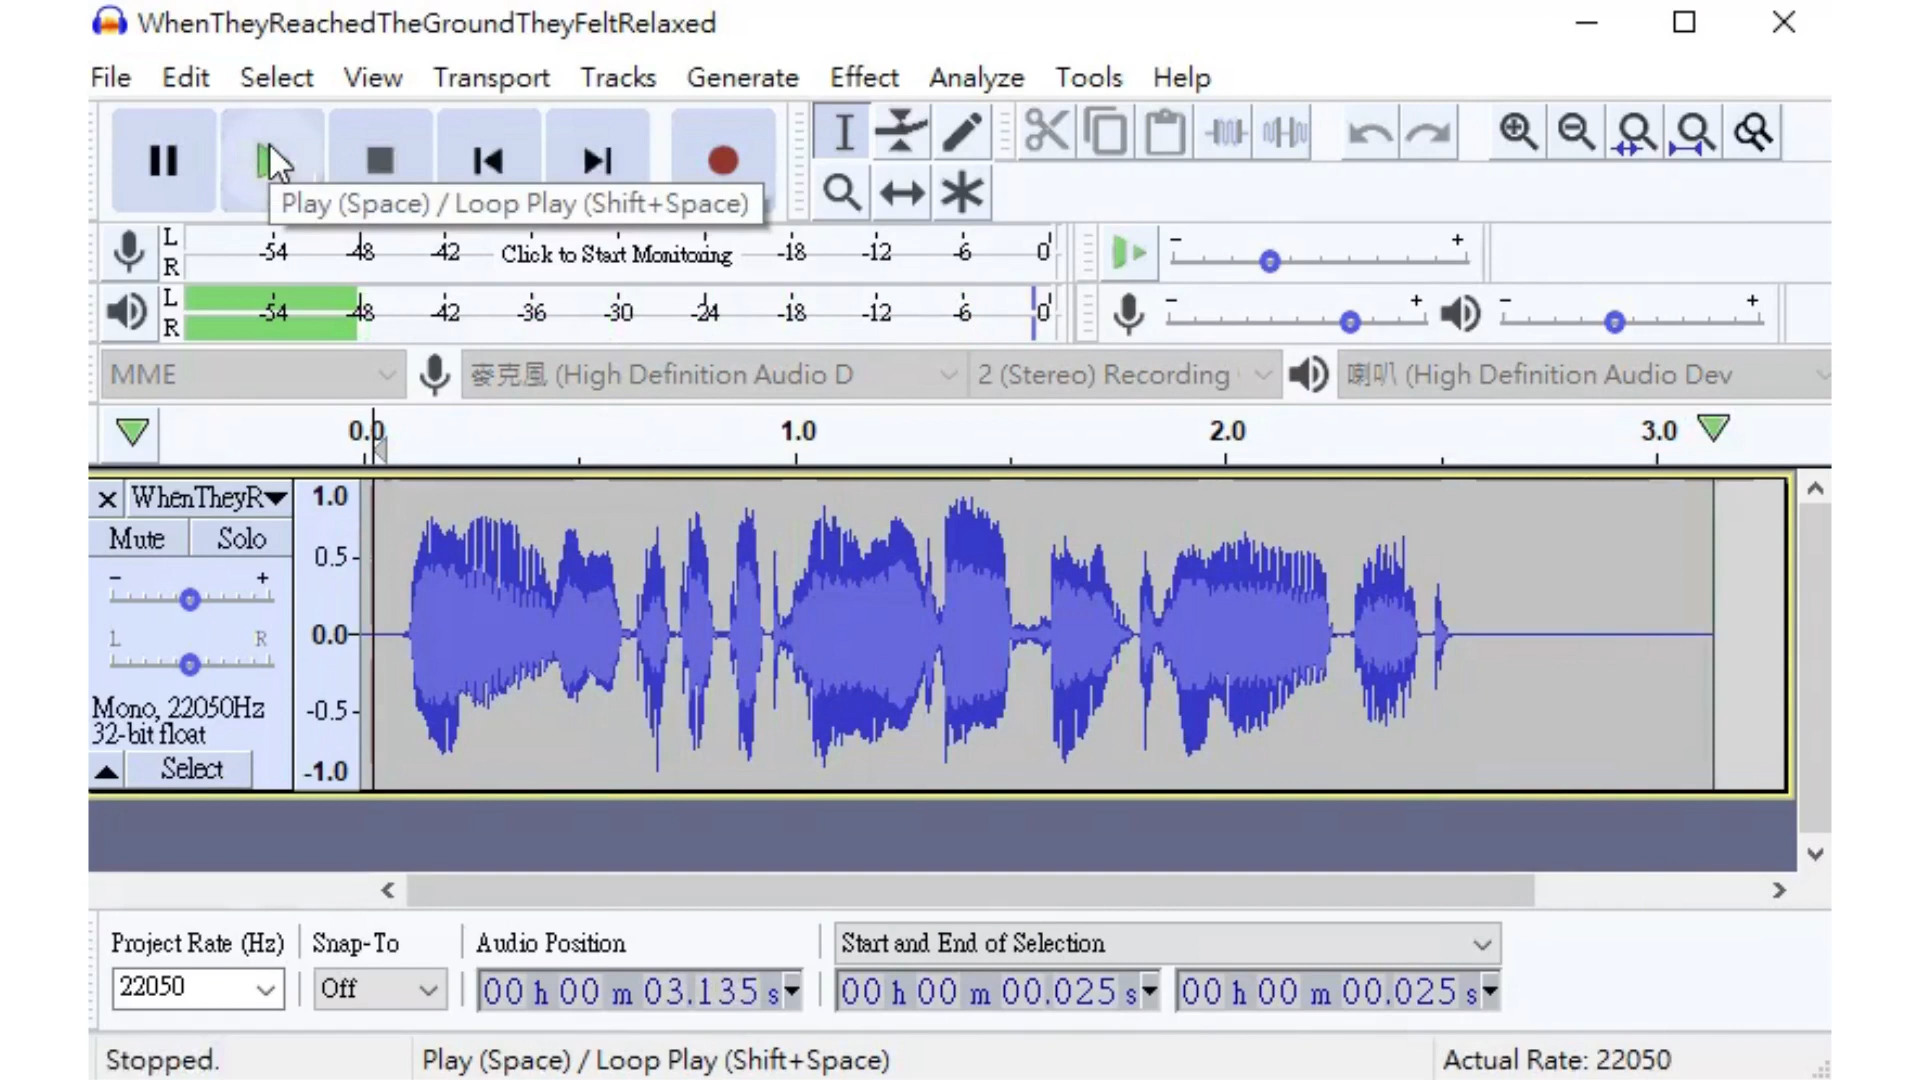 WhenTheyReachedTheGroundTheyFeltRelaxed
File Edit Select View Transport Tracks Generate Effect Analyze Tools Help
Play (Space) / Loop Play (Shift+Space)
L
R
-54 -48 -42 Click to Start Monitoring -18 -12 -6 0
- +
L
R
-54 -48 -42 -36 -30 -24 -18 -12 -6 0
- + - +
MME 麥克風 (High Definition Audio D 2 (Stereo) Recording 喇叭 (High Definition Audio Dev
0.0 1.0 2.0 3.0
WhenTheyR 1.0
Mute Solo 0.5
- +
L R 0.0
Mono, 22050Hz -0.5
32-bit float
Select -1.0
Project Rate (Hz) Snap-To Audio Position Start and End of Selection
22050 Off 00 h 00 m 03.135 s 00 h 00 m 00.025 s 00 h 00 m 00.025 s
Stopped. Play (Space) / Loop Play (Shift+Space) Actual Rate: 22050